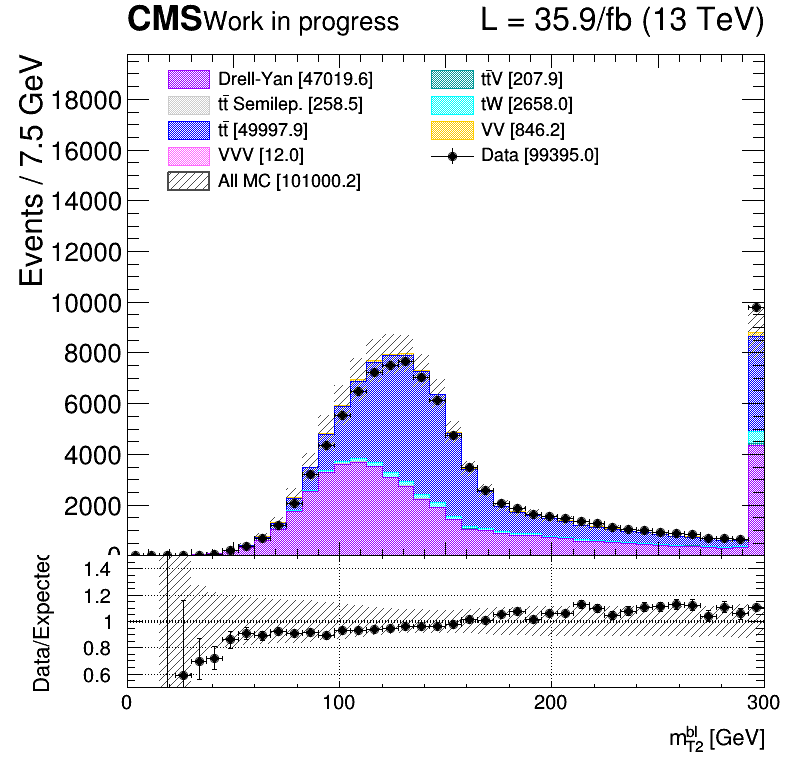 CMS Work in progress L = 35.9/fb (13 TeV)
Events / 7.5 GeV
Drell-Yan [47019.6]
tt̄ Semilep. [258.5]
tt̄ [49997.9]
VVV [12.0]
All MC [101000.2]
tt̄V [207.9]
tW [2658.0]
VV [846.2]
Data [99395.0]
18000
16000
14000
12000
10000
8000
6000
4000
2000
0
Data/Expected
1.4
1.2
1
0.8
0.6
0 100 200 300
m_T2^bl [GeV]